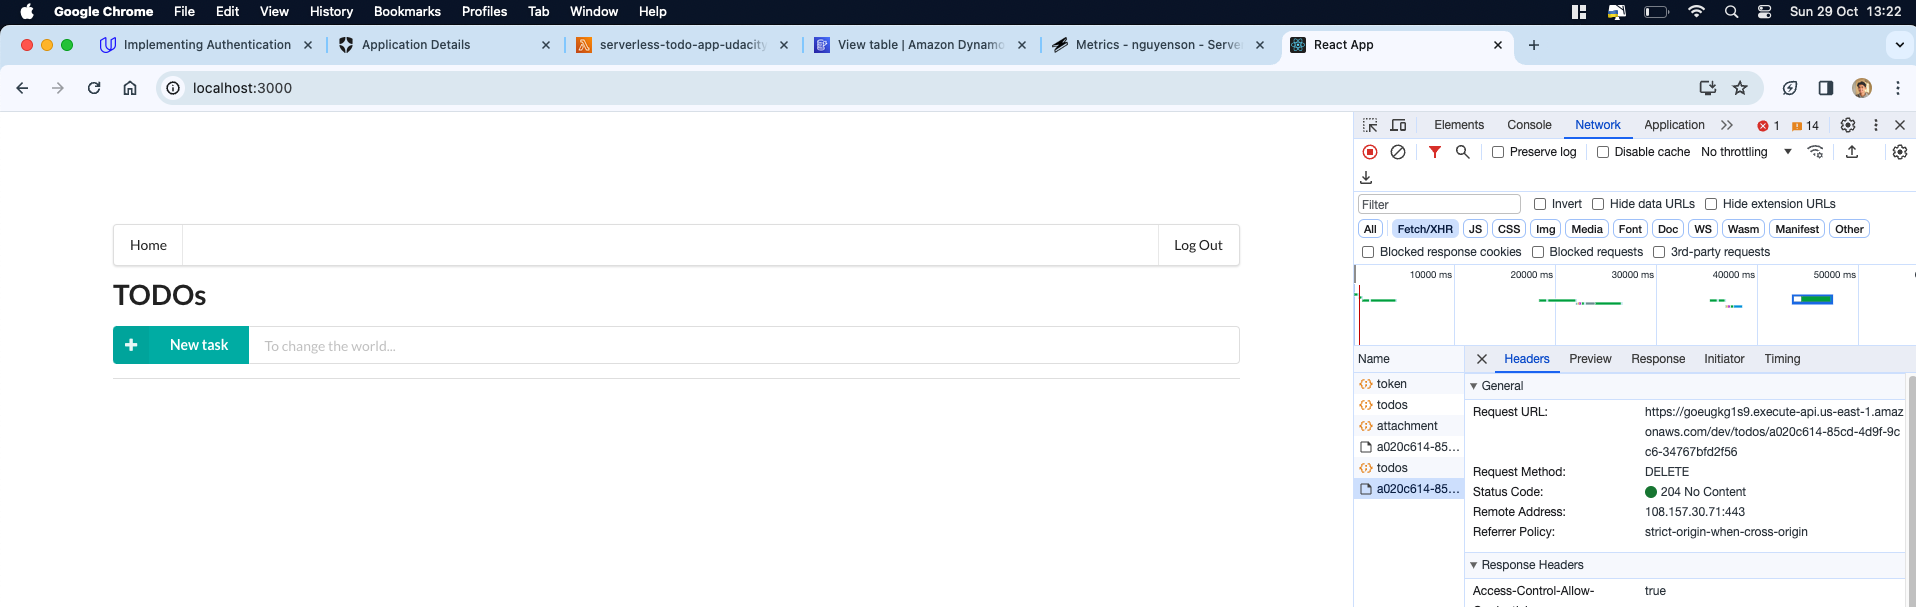 Google Chrome File Edit View History Bookmarks Profiles Tab Window Help Sun 29 Oct 13:22
Implementing Authentication Application Details serverless-todo-app-udacity View table | Amazon Dynamo Metrics - nguyenson - Serve React App
localhost:3000
Elements Console Network Application 1 14
Preserve log Disable cache No throttling
Filter Invert Hide data URLs Hide extension URLs
All Fetch/XHR JS CSS Img Media Font Doc WS Wasm Manifest Other
Blocked response cookies Blocked requests 3rd-party requests
10000 ms 20000 ms 30000 ms 40000 ms 50000 ms
Home Log Out
TODOs
New task To change the world...
Name
token
todos
attachment
a020c614-85...
todos
a020c614-85...
Headers Preview Response Initiator Timing
General
Request URL: https://goeugkg1s9.execute-api.us-east-1.amaz
onaws.com/dev/todos/a020c614-85cd-4d9f-9c
c6-34767bfd2f56
Request Method: DELETE
Status Code: 204 No Content
Remote Address: 108.157.30.71:443
Referrer Policy: strict-origin-when-cross-origin
Response Headers
Access-Control-Allow- true